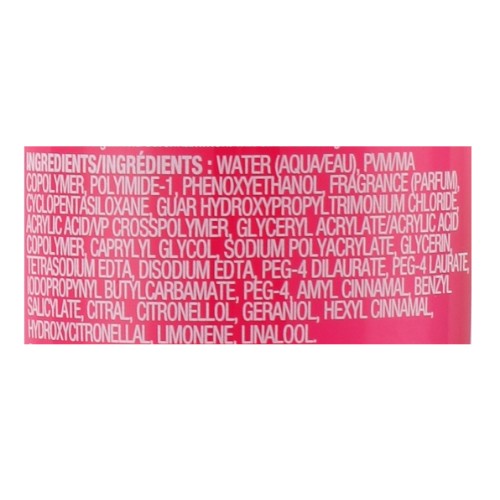 INGREDIENTS/INGRÉDIENTS : WATER (AQUA/EAU), PVM/MA
COPOLYMER, POLYIMIDE-1, PHENOXYETHANOL, FRAGRANCE (PARFUM),
CYCLOPENTASILOXANE, GUAR HYDROXYPROPYLTRIMONIUM CHLORIDE,
ACRYLIC ACID/VP CROSSPOLYMER, GLYCERYL ACRYLATE/ACRYLIC ACID
COPOLYMER, CAPRYLYL GLYCOL, SODIUM POLYACRYLATE, GLYCERIN,
TETRASODIUM EDTA, DISODIUM EDTA, PEG-4 DILAURATE, PEG-4 LAURATE,
IODOPROPYNYL BUTYLCARBAMATE, PEG-4, AMYL CINNAMAL, BENZYL
SALICYLATE, CITRAL, CITRONELLOL, GERANIOL, HEXYL CINNAMAL,
HYDROXYCITRONELLAL, LIMONENE, LINALOOL.